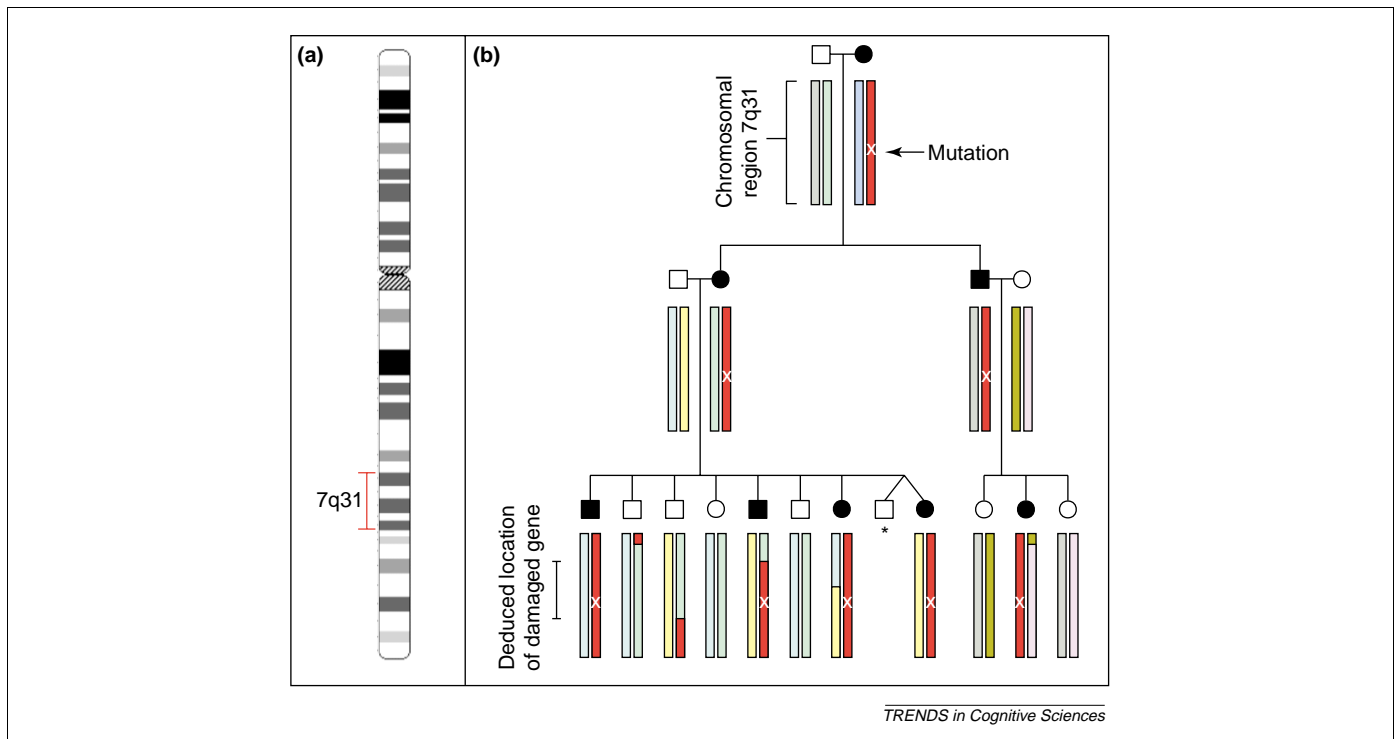 (a)
7q31
(b)
Chromosomal
region 7q31
X
Mutation
X
X
*
Deduced location
of damaged gene
X
X
X
X
X
TRENDS in Cognitive Sciences